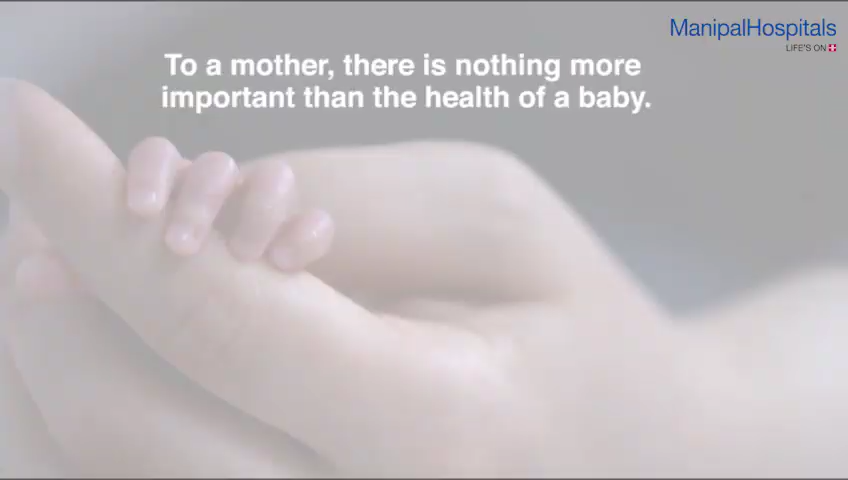 ManipalHospitals
LIFE'S ON
To a mother, there is nothing more
important than the health of a baby.